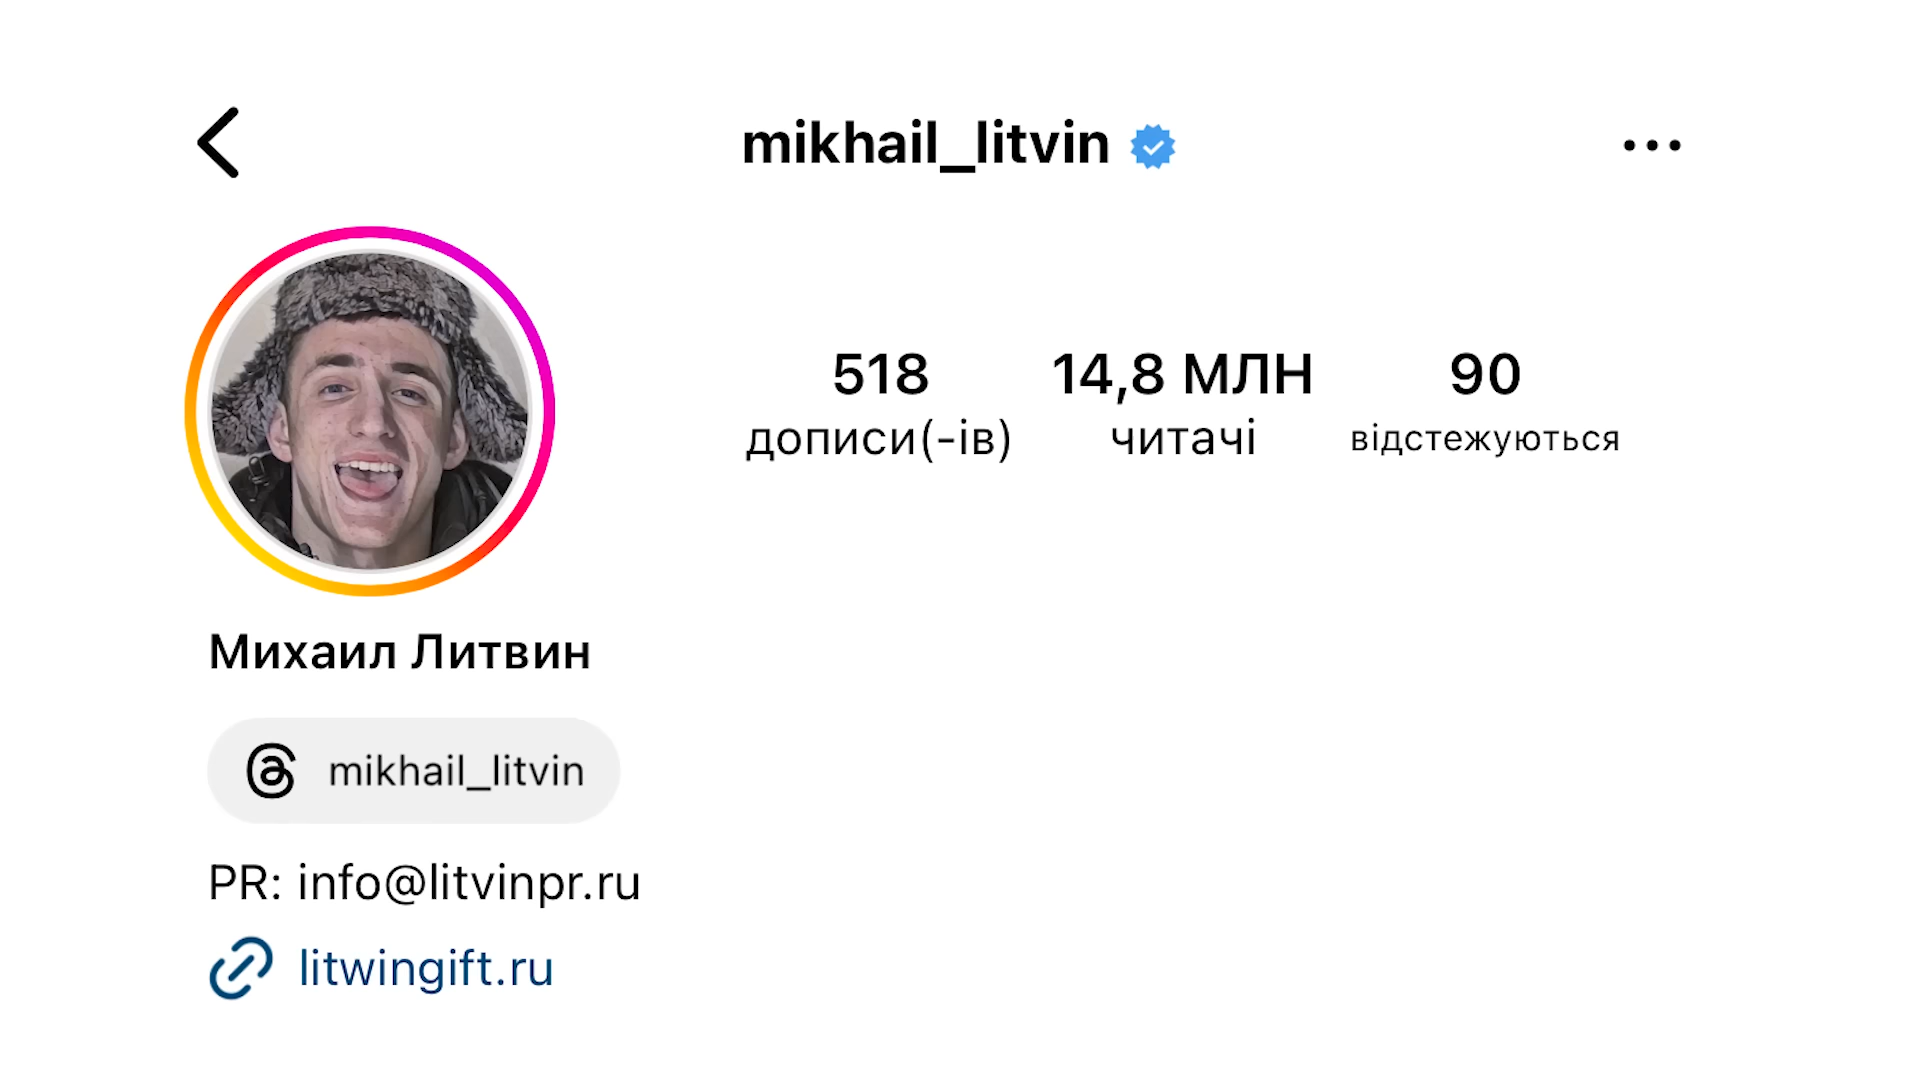 mikhail_litvin
518 14,8 МЛН 90
дописи(-ів) читачі відстежуються
Михаил Литвин
mikhail_litvin
PR: info@litvinpr.ru
litwingift.ru